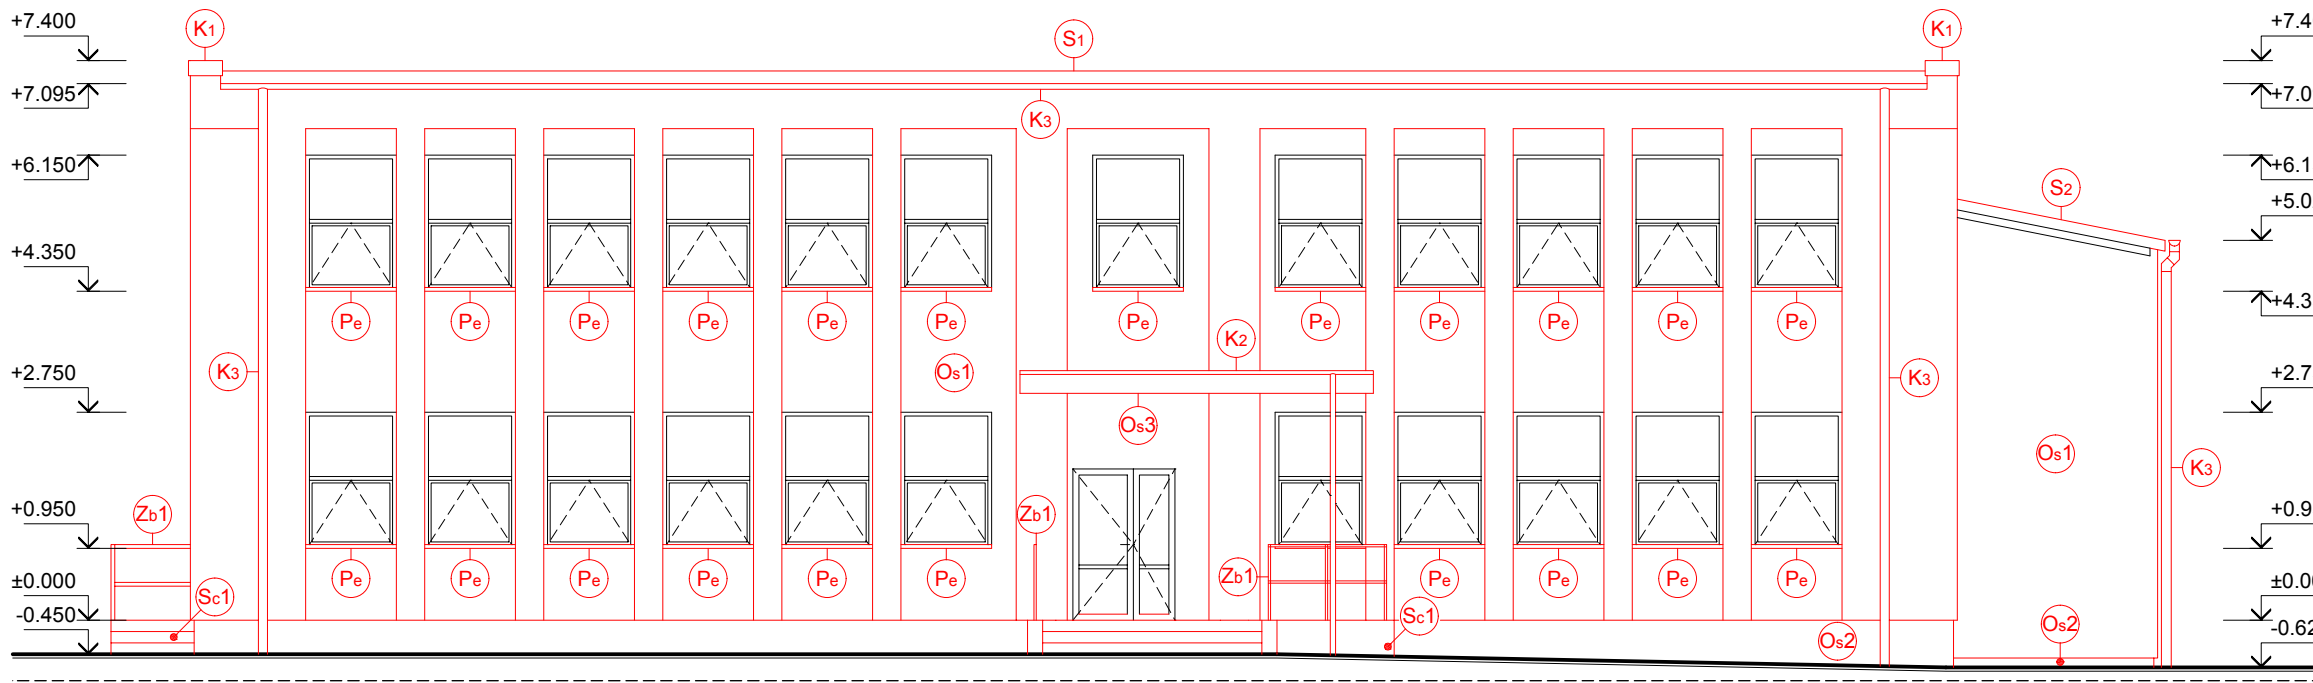 +7.400
K1
S1
K1
+7.4
+7.095
K3
+7.0
+6.150
+6.1
S2
+5.0
+4.350
+4.3
Pe Pe Pe Pe Pe Pe Pe Pe Pe Pe Pe Pe
K2
K3
Os1
K3
+2.750
+2.7
Os3
Os1
K3
+0.950
Zb1
Zb1
+0.9
Pe Pe Pe Pe Pe Pe
Zb1
Pe Pe Pe Pe
±0.000
Sc1
±0.00
-0.450
Sc1
Os2
Os2
-0.62